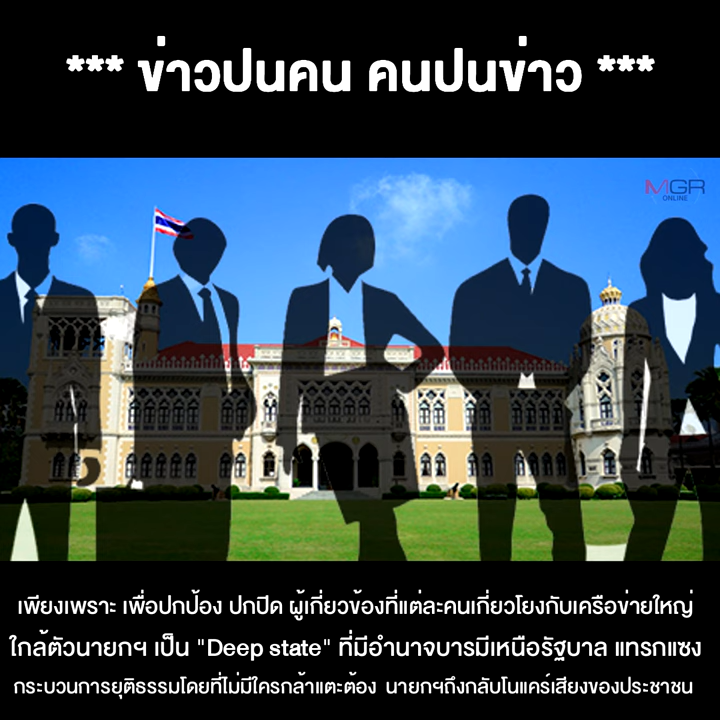 *** ข่าวปนคน คนปนข่าว ***
MGR
ONLINE
เพียงเพราะ เพื่อปกป้อง ปกปิด ผู้เกี่ยวข้องที่แต่ละคนเกี่ยวโยงกับเครือข่ายใหญ่
ใกล้ตัวนายกฯ เป็น "Deep state" ที่มีอำนาจบารมีเหนือรัฐบาล แทรกแซง
กระบวนการยุติธรรมโดยที่ไม่มีใครกล้าแตะต้อง นายกฯถึงกลับโนแคร์เสียงของประชาชน